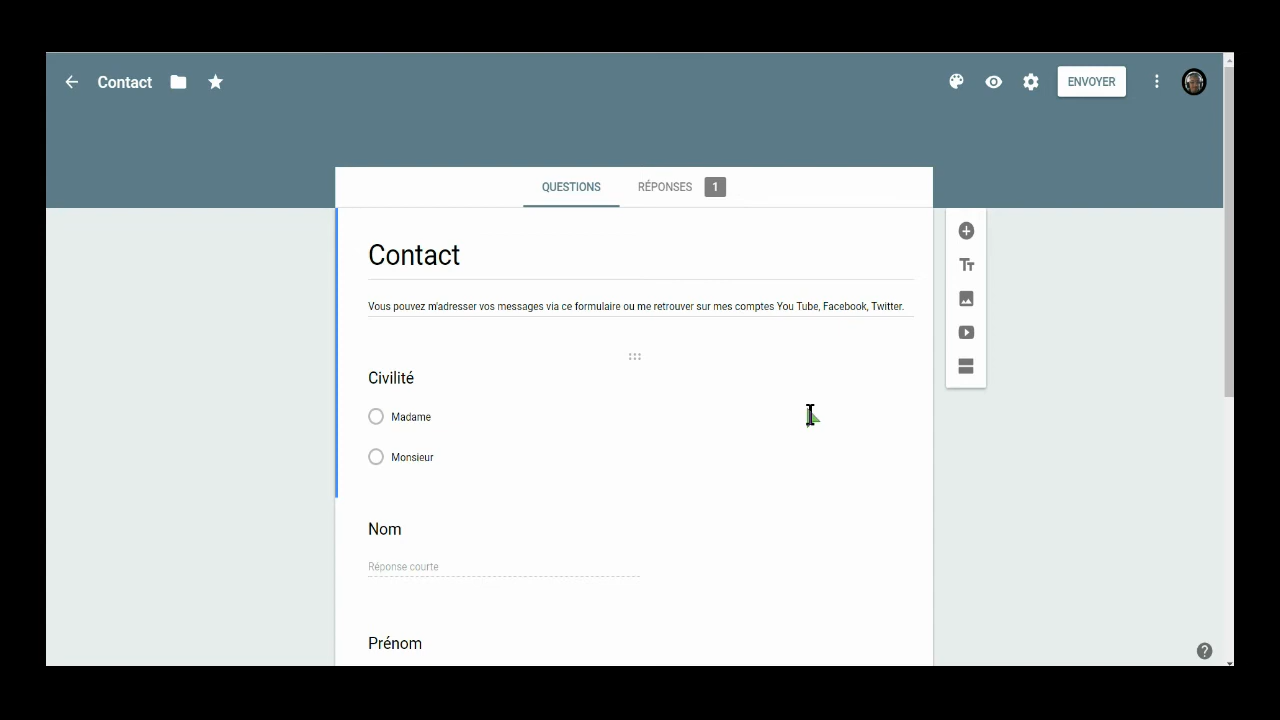 Contact
ENVOYER
QUESTIONS
RÉPONSES 1
Contact
Vous pouvez m'adresser vos messages via ce formulaire ou me retrouver sur mes comptes You Tube, Facebook, Twitter.
Civilité
Madame
Monsieur
Nom
Réponse courte
Prénom